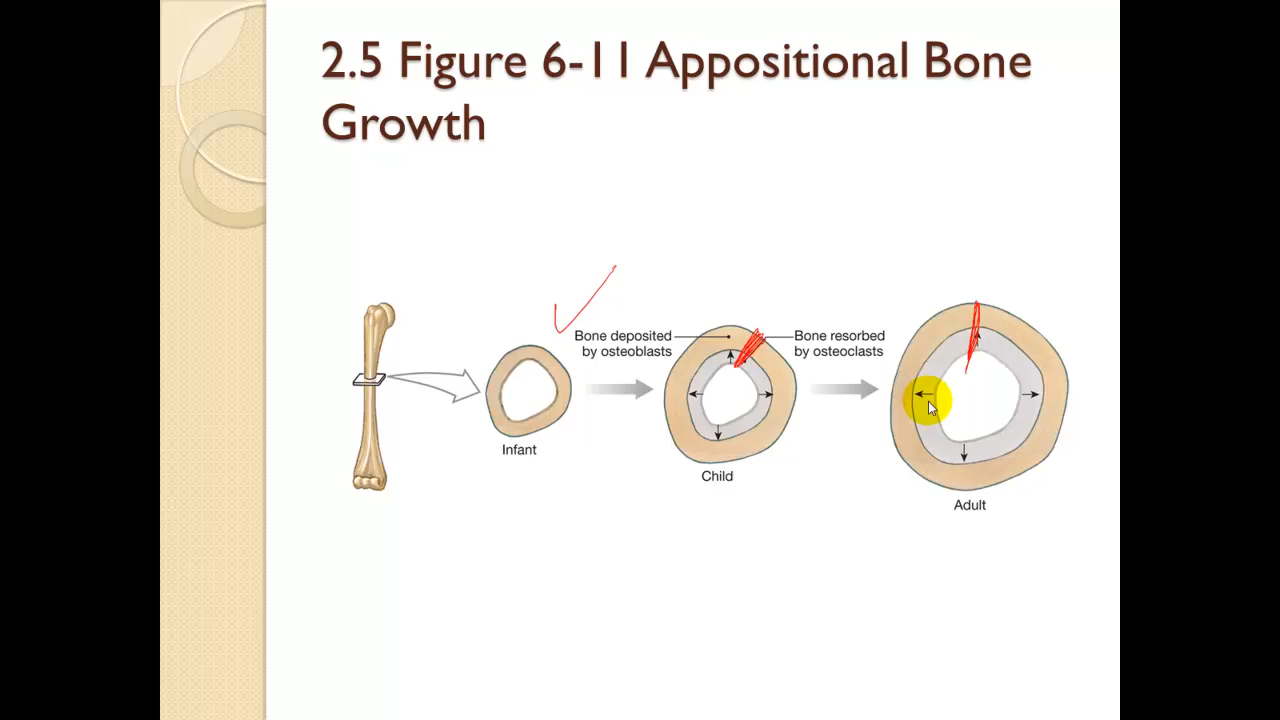 2.5 Figure 6-11 Appositional Bone
Growth
Bone deposited
by osteoblasts
Bone resorbed
by osteoclasts
Infant
Child
Adult